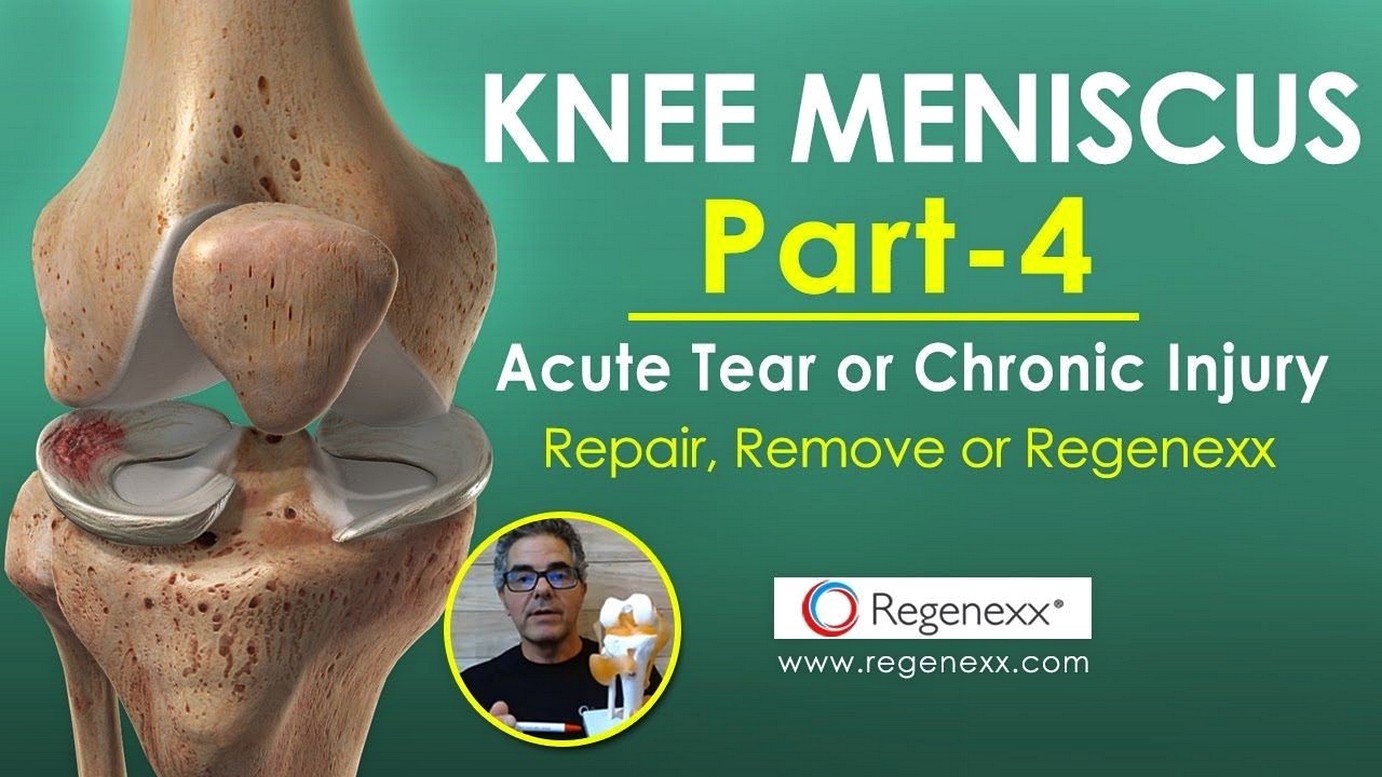 KNEE MENISCUS
Part-4
Acute Tear or Chronic Injury
Repair, Remove or Regenexx
Regenexx®
www.regenexx.com